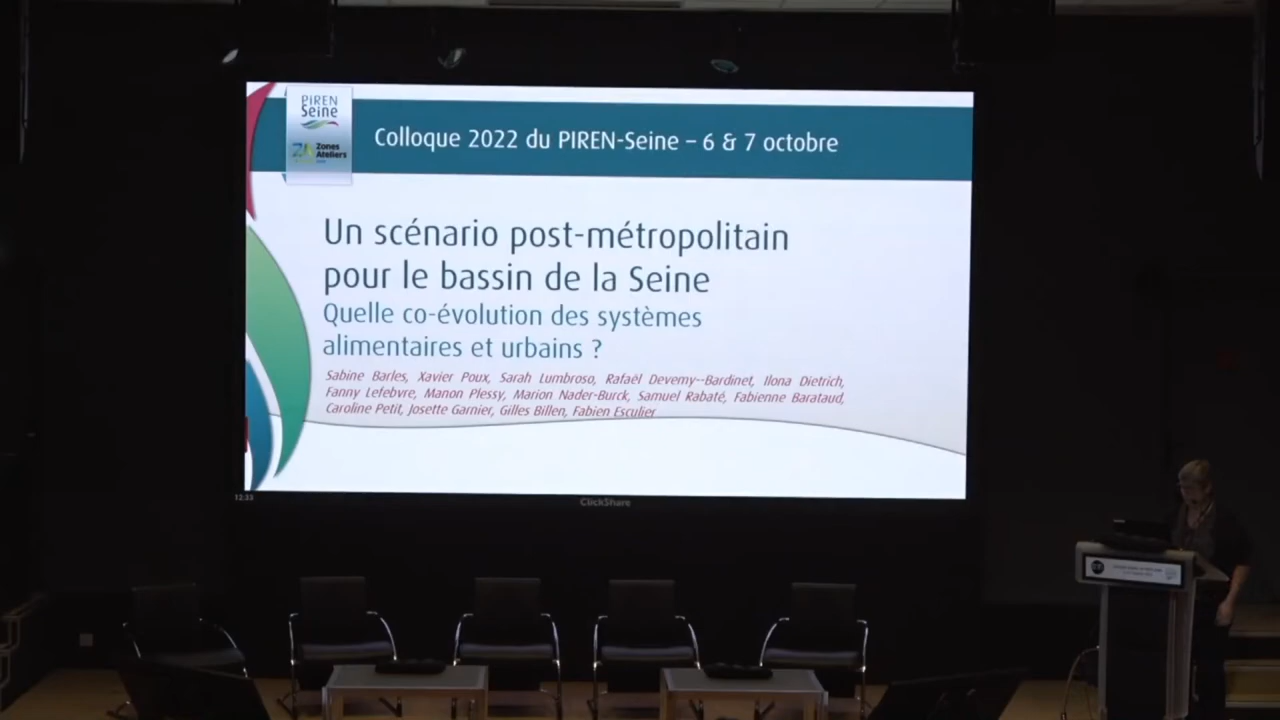 PiREN
Seine
Zones
Ateliers
Colloque 2022 du PIREN-Seine – 6 & 7 octobre
Un scénario post-métropolitain
pour le bassin de la Seine
Quelle co-évolution des systèmes
alimentaires et urbains ?
Sabine Barles, Xavier Poux, Sarah Lumbroso, Rafaël Devemy--Bardinet, Ilona Dietrich,
Fanny Lefebvre, Manon Plessy, Marion Nader-Burck, Samuel Rabaté, Fabienne Barataud,
Caroline Petit, Josette Garnier, Gilles Billen, Fabien Esculier
12:33
ClickShare